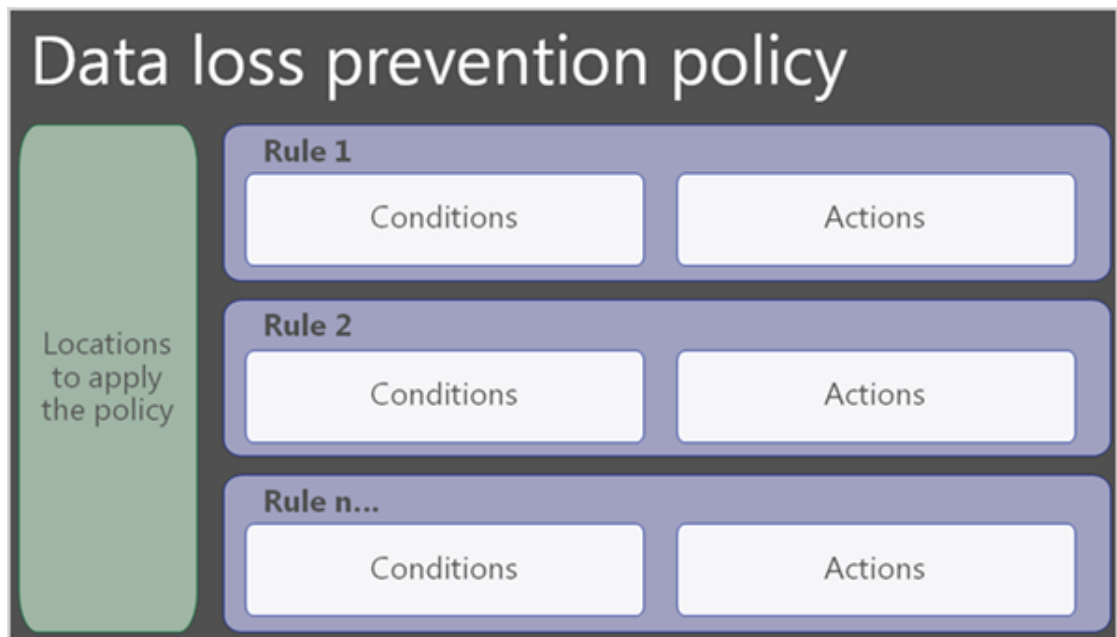 Data loss prevention policy
Locations
to apply
the policy
Rule 1
Conditions
Actions
Rule 2
Conditions
Actions
Rule n...
Conditions
Actions